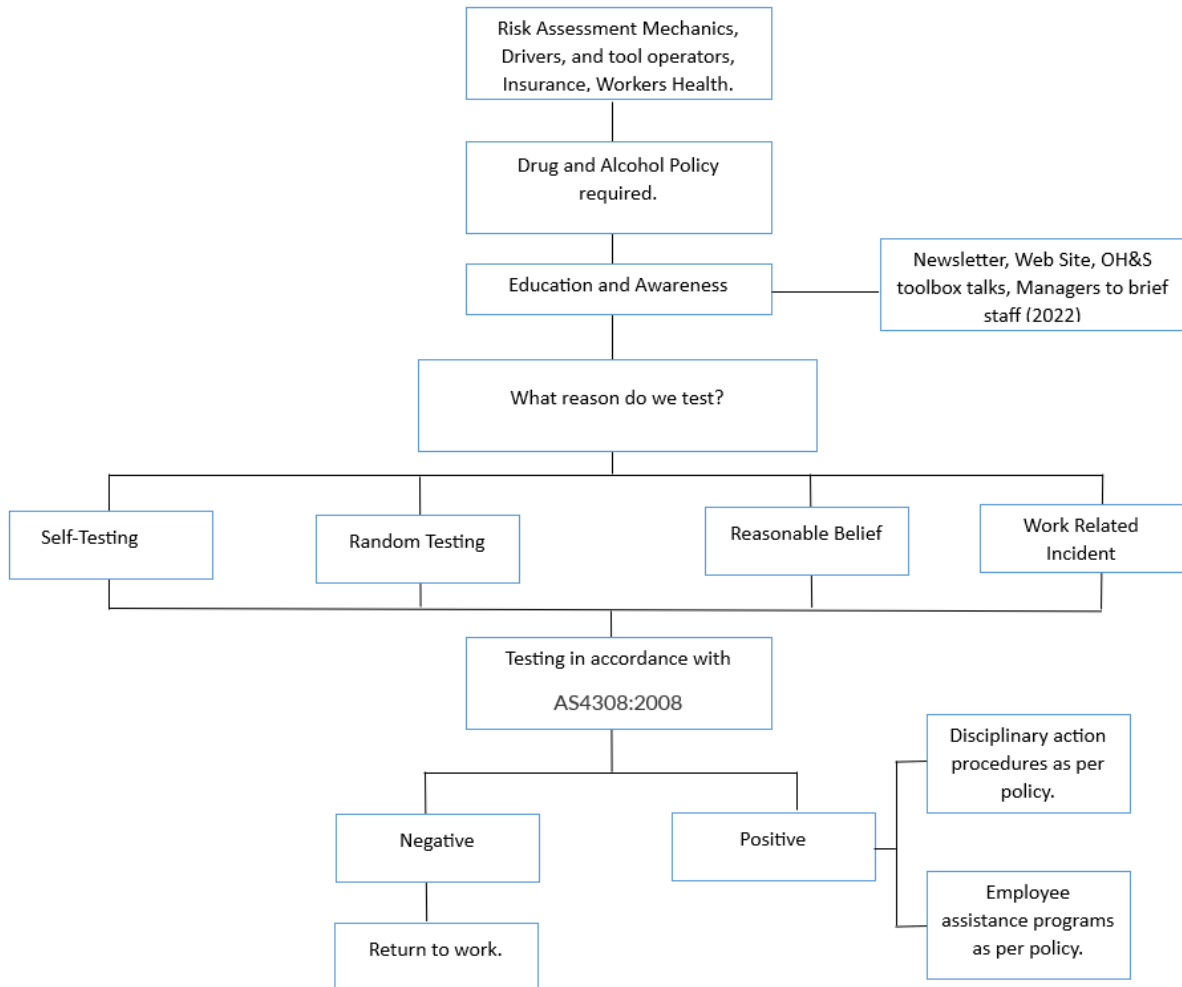 Risk Assessment Mechanics,
Drivers, and tool operators,
Insurance, Workers Health.
Drug and Alcohol Policy
required.
Education and Awareness
Newsletter, Web Site, OH&S
toolbox talks, Managers to brief
staff (2022)
What reason do we test?
Self-Testing
Random Testing
Reasonable Belief
Work Related
Incident
Testing in accordance with
AS4308:2008
Negative
Positive
Disciplinary action
procedures as per
policy.
Return to work.
Employee
assistance programs
as per policy.